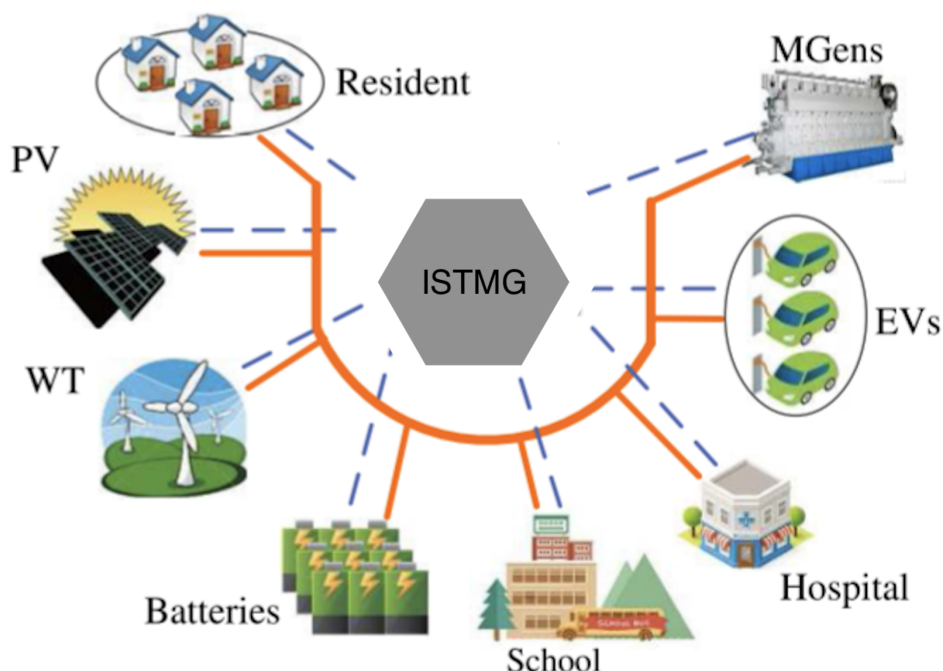 MGens
Resident
PV
ISTMG
EVs
WT
Hospital
Batteries
School